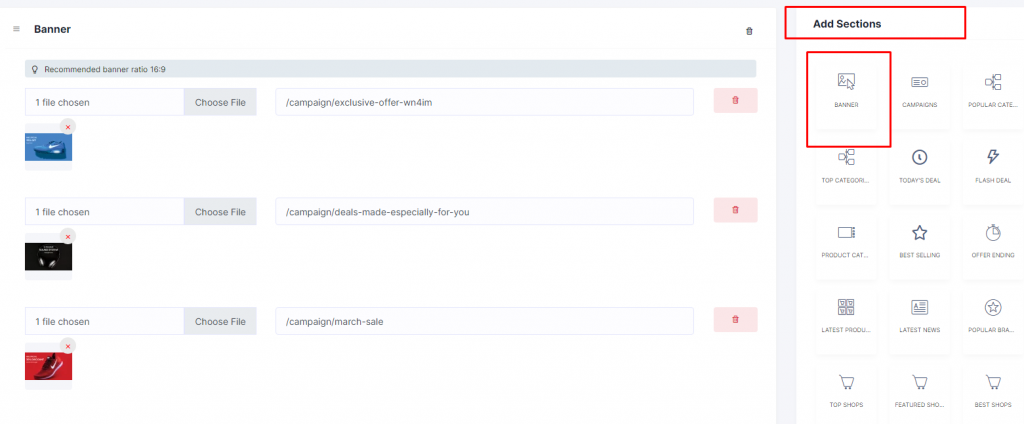 Banner
Recommended banner ratio 16:9
1 file chosen Choose File /campaign/exclusive-offer-wn4im
1 file chosen Choose File /campaign/deals-made-especially-for-you
1 file chosen Choose File /campaign/march-sale
Add Sections
BANNER CAMPAIGNS POPULAR CATE...
TOP CATEGORI... TODAY'S DEAL FLASH DEAL
PRODUCT CAT... BEST SELLING OFFER ENDING
LATEST PRODU... LATEST NEWS POPULAR BRA...
TOP SHOPS FEATURED SHO... BEST SHOPS